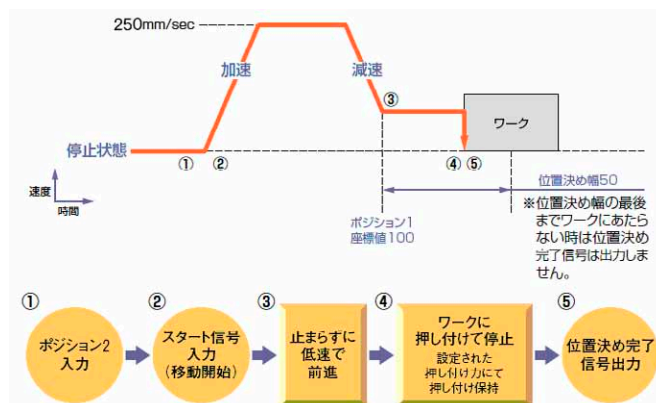 250mm/sec
加速
減速
③
ワーク
停止状態
①
②
④
⑤
速度
時間
位置決め幅50
ポジション1
座標値100
※位置決め幅の最後
までワークにあたら
ない時は位置決め
完了信号は出力しま
せん。
①
ポジション2
入力
②
スタート信号
入力
(移動開始)
③
止まらずに
低速で
前進
④
ワークに
押し付けて停止
設定された
押し付け力にて
押し付け保持
⑤
位置決め完了
信号出力